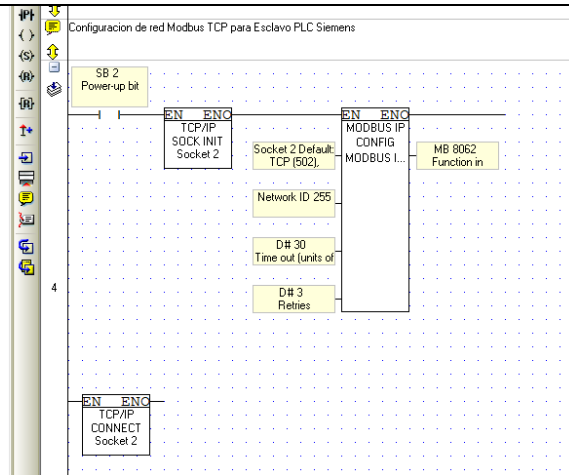 Configuracion de red Modbus TCP para Esclavo PLC Siemens
SB 2
Power-up bit
EN ENO
TCP/IP
SOCK INIT
Socket 2
EN ENO
MODBUS IP
CONFIG
MODBUS I...
Socket 2 Default:
TCP (502),
MB 8062
Function in
Network ID 255
D# 30
Time out (units of
D# 3
Retries
4
EN ENO
TCP/IP
CONNECT
Socket 2